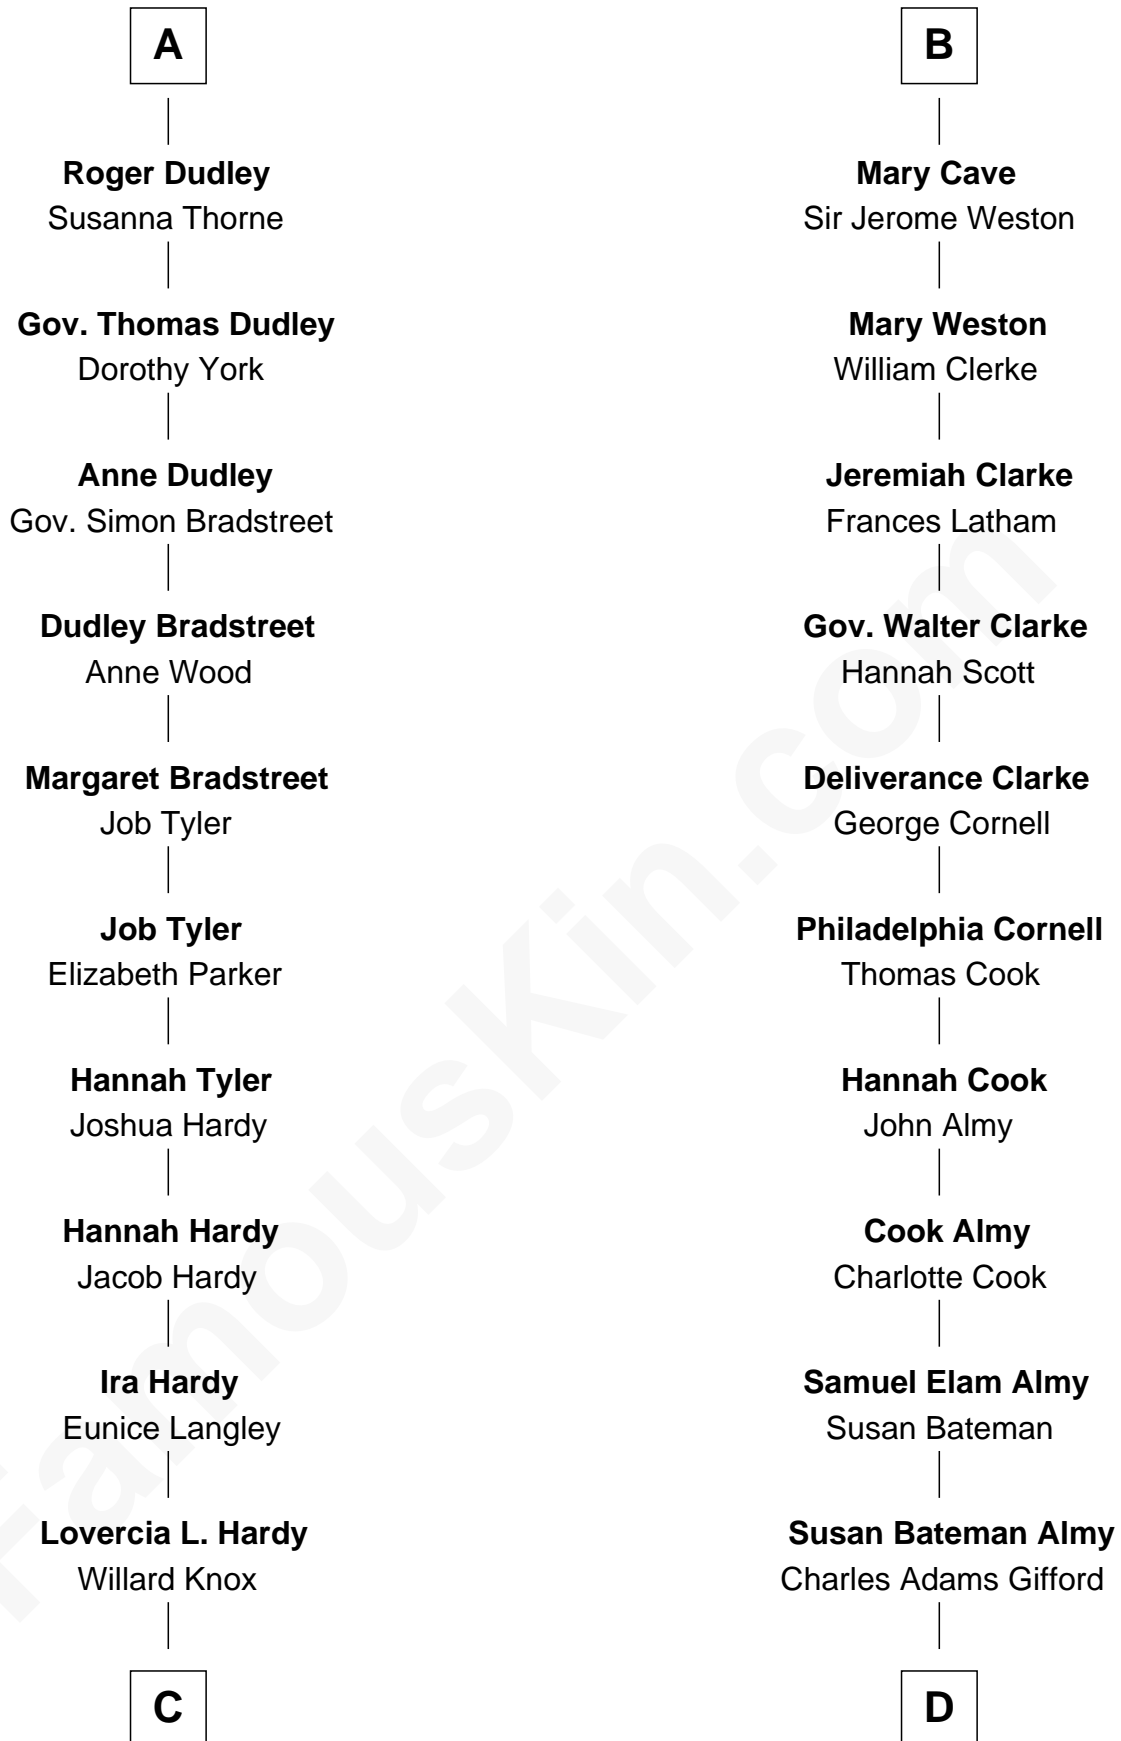 A
Roger Dudley
Susanna Thorne
Gov. Thomas Dudley
Dorothy York
Anne Dudley
Gov. Simon Bradstreet
Dudley Bradstreet
Anne Wood
Margaret Bradstreet
Job Tyler
Job Tyler
Elizabeth Parker
Hannah Tyler
Joshua Hardy
Hannah Hardy
Jacob Hardy
Ira Hardy
Eunice Langley
Lovercia L. Hardy
Willard Knox
C
B
Mary Cave
Sir Jerome Weston
Mary Weston
William Clerke
Jeremiah Clarke
Frances Latham
Gov. Walter Clarke
Hannah Scott
Deliverance Clarke
George Cornell
Philadelphia Cornell
Thomas Cook
Hannah Cook
John Almy
Cook Almy
Charlotte Cook
Samuel Elam Almy
Susan Bateman
Susan Bateman Almy
Charles Adams Gifford
D
FamousKin.com